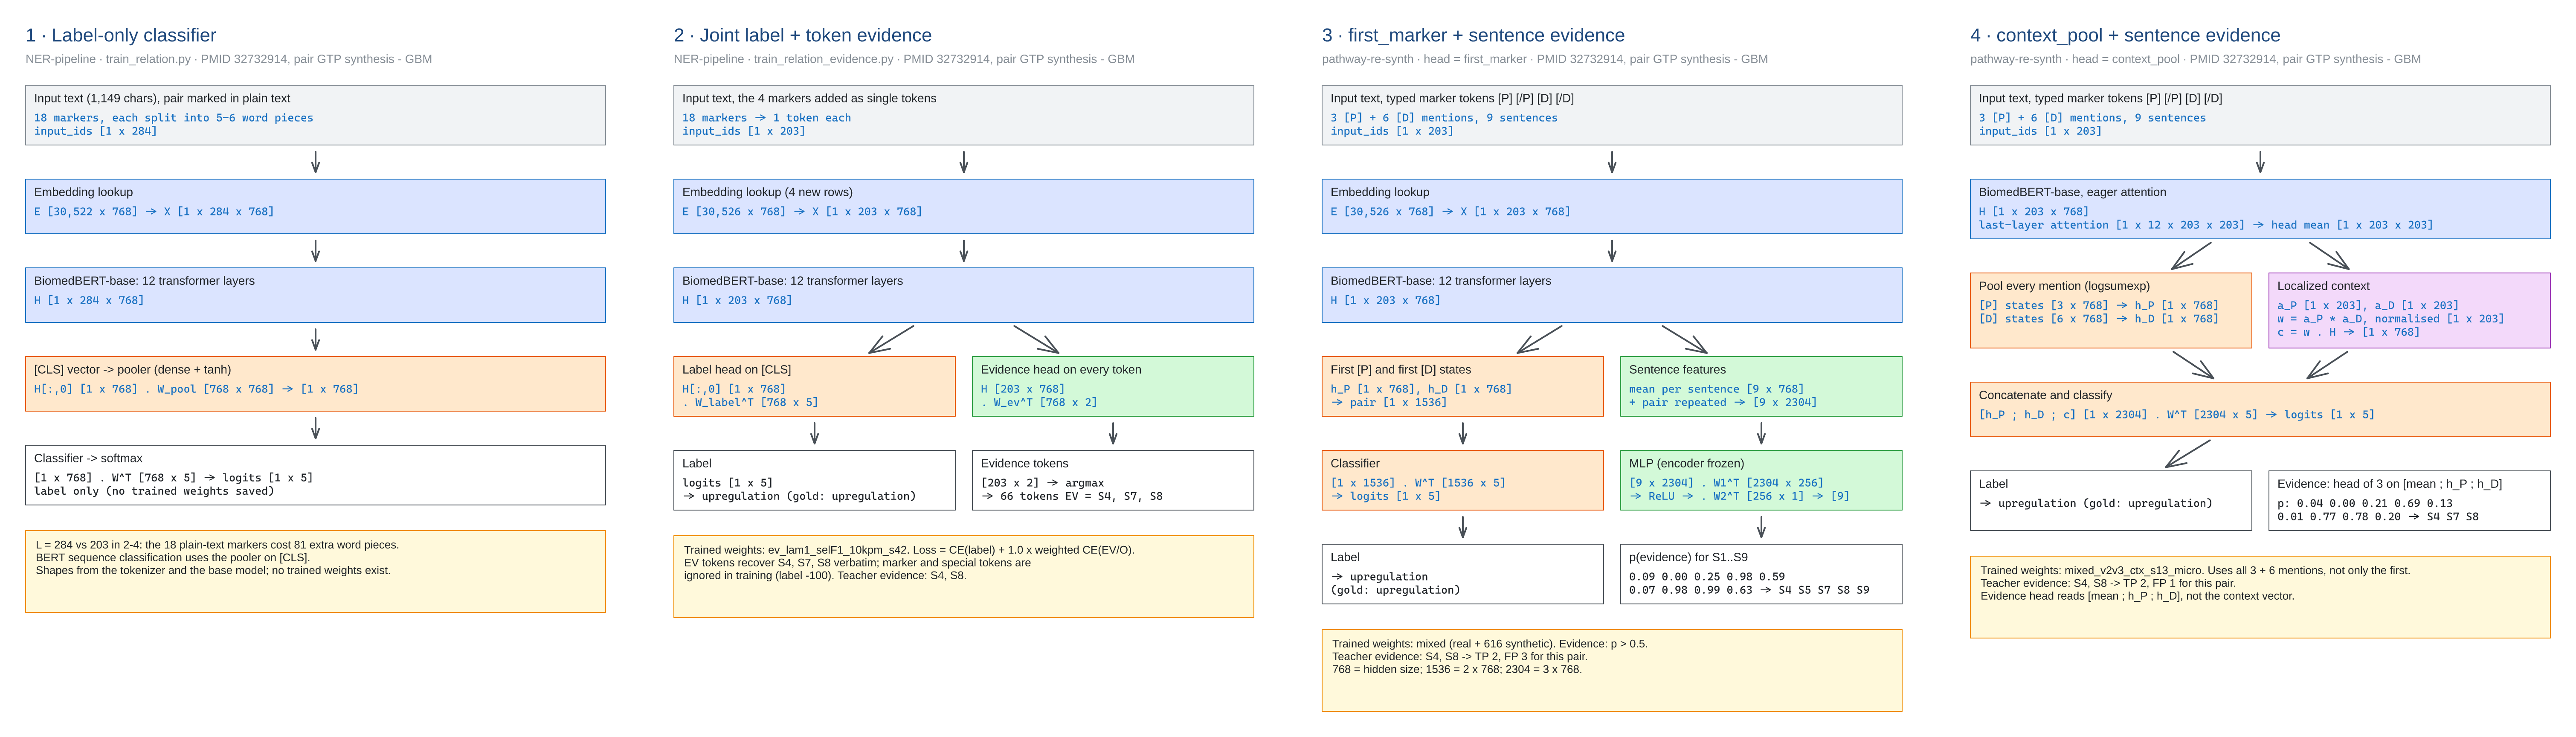 1 · Label-only classifier
NER-pipeline · train_relation.py · PMID 32732914, pair GTP synthesis - GBM
Input text (1,149 chars), pair marked in plain text
18 markers, each split into 5-6 word pieces
input_ids [1 x 284]
Embedding lookup
E [30,522 x 768] → X [1 x 284 x 768]
BiomedBERT-base: 12 transformer layers
H [1 x 284 x 768]
[CLS] vector -> pooler (dense + tanh)
H[:,0] [1 x 768] . W_pool [768 x 768] → [1 x 768]
Classifier -> softmax
[1 x 768] . W^T [768 x 5] → logits [1 x 5]
label only (no trained weights saved)
L = 284 vs 203 in 2-4: the 18 plain-text markers cost 81 extra word pieces.
BERT sequence classification uses the pooler on [CLS].
Shapes from the tokenizer and the base model; no trained weights exist.
2 · Joint label + token evidence
NER-pipeline · train_relation_evidence.py · PMID 32732914, pair GTP synthesis - GBM
Input text, the 4 markers added as single tokens
18 markers → 1 token each
input_ids [1 x 203]
Embedding lookup (4 new rows)
E [30,526 x 768] → X [1 x 203 x 768]
BiomedBERT-base: 12 transformer layers
H [1 x 203 x 768]
Label head on [CLS]
H[:,0] [1 x 768]
. W_label^T [768 x 5]
Evidence head on every token
H [203 x 768]
. W_ev^T [768 x 2]
Label
logits [1 x 5]
→ upregulation (gold: upregulation)
Evidence tokens
[203 x 2] → argmax
→ 66 tokens EV = S4, S7, S8
Trained weights: ev_lam1_selF1_10kpm_s42. Loss = CE(label) + 1.0 x weighted CE(EV/O).
EV tokens recover S4, S7, S8 verbatim; marker and special tokens are
ignored in training (label -100). Teacher evidence: S4, S8.
3 · first_marker + sentence evidence
pathway-re-synth · head = first_marker · PMID 32732914, pair GTP synthesis - GBM
Input text, typed marker tokens [P] [/P] [D] [/D]
3 [P] + 6 [D] mentions, 9 sentences
input_ids [1 x 203]
Embedding lookup
E [30,526 x 768] → X [1 x 203 x 768]
BiomedBERT-base: 12 transformer layers
H [1 x 203 x 768]
First [P] and first [D] states
h_P [1 x 768], h_D [1 x 768]
→ pair [1 x 1536]
Sentence features
mean per sentence [9 x 768]
+ pair repeated → [9 x 2304]
Classifier
[1 x 1536] . W^T [1536 x 5]
→ logits [1 x 5]
MLP (encoder frozen)
[9 x 2304] . W1^T [2304 x 256]
→ ReLU → . W2^T [256 x 1] → [9]
Label
→ upregulation
(gold: upregulation)
p(evidence) for S1..S9
0.09 0.00 0.25 0.98 0.59
0.07 0.98 0.99 0.63 → S4 S5 S7 S8 S9
Trained weights: mixed (real + 616 synthetic). Evidence: p > 0.5.
Teacher evidence: S4, S8 -> TP 2, FP 3 for this pair.
768 = hidden size; 1536 = 2 x 768; 2304 = 3 x 768.
4 · context_pool + sentence evidence
pathway-re-synth · head = context_pool · PMID 32732914, pair GTP synthesis - GBM
Input text, typed marker tokens [P] [/P] [D] [/D]
3 [P] + 6 [D] mentions, 9 sentences
input_ids [1 x 203]
BiomedBERT-base, eager attention
H [1 x 203 x 768]
last-layer attention [1 x 12 x 203 x 203] → head mean [1 x 203 x 203]
Pool every mention (logsumexp)
[P] states [3 x 768] → h_P [1 x 768]
[D] states [6 x 768] → h_D [1 x 768]
Localized context
a_P [1 x 203], a_D [1 x 203]
w = a_P * a_D, normalised [1 x 203]
c = w . H → [1 x 768]
Concatenate and classify
[h_P ; h_D ; c] [1 x 2304] . W^T [2304 x 5] → logits [1 x 5]
Label
→ upregulation (gold: upregulation)
Evidence: head of 3 on [mean ; h_P ; h_D]
p: 0.04 0.00 0.21 0.69 0.13
0.01 0.77 0.78 0.20 → S4 S7 S8
Trained weights: mixed_v2v3_ctx_s13_micro. Uses all 3 + 6 mentions, not only the first.
Teacher evidence: S4, S8 -> TP 2, FP 1 for this pair.
Evidence head reads [mean ; h_P ; h_D], not the context vector.